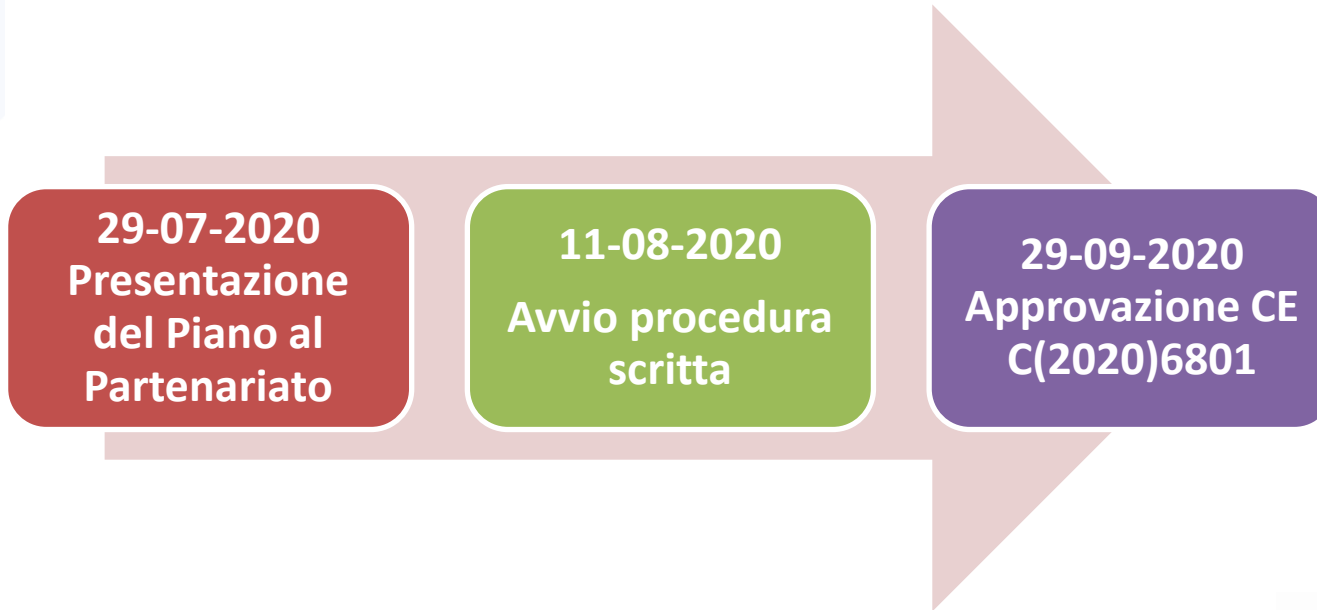 29-07-2020
Presentazione
del Piano al
Partenariato
11-08-2020
Avvio procedura
scritta
29-09-2020
Approvazione CE
C(2020)6801